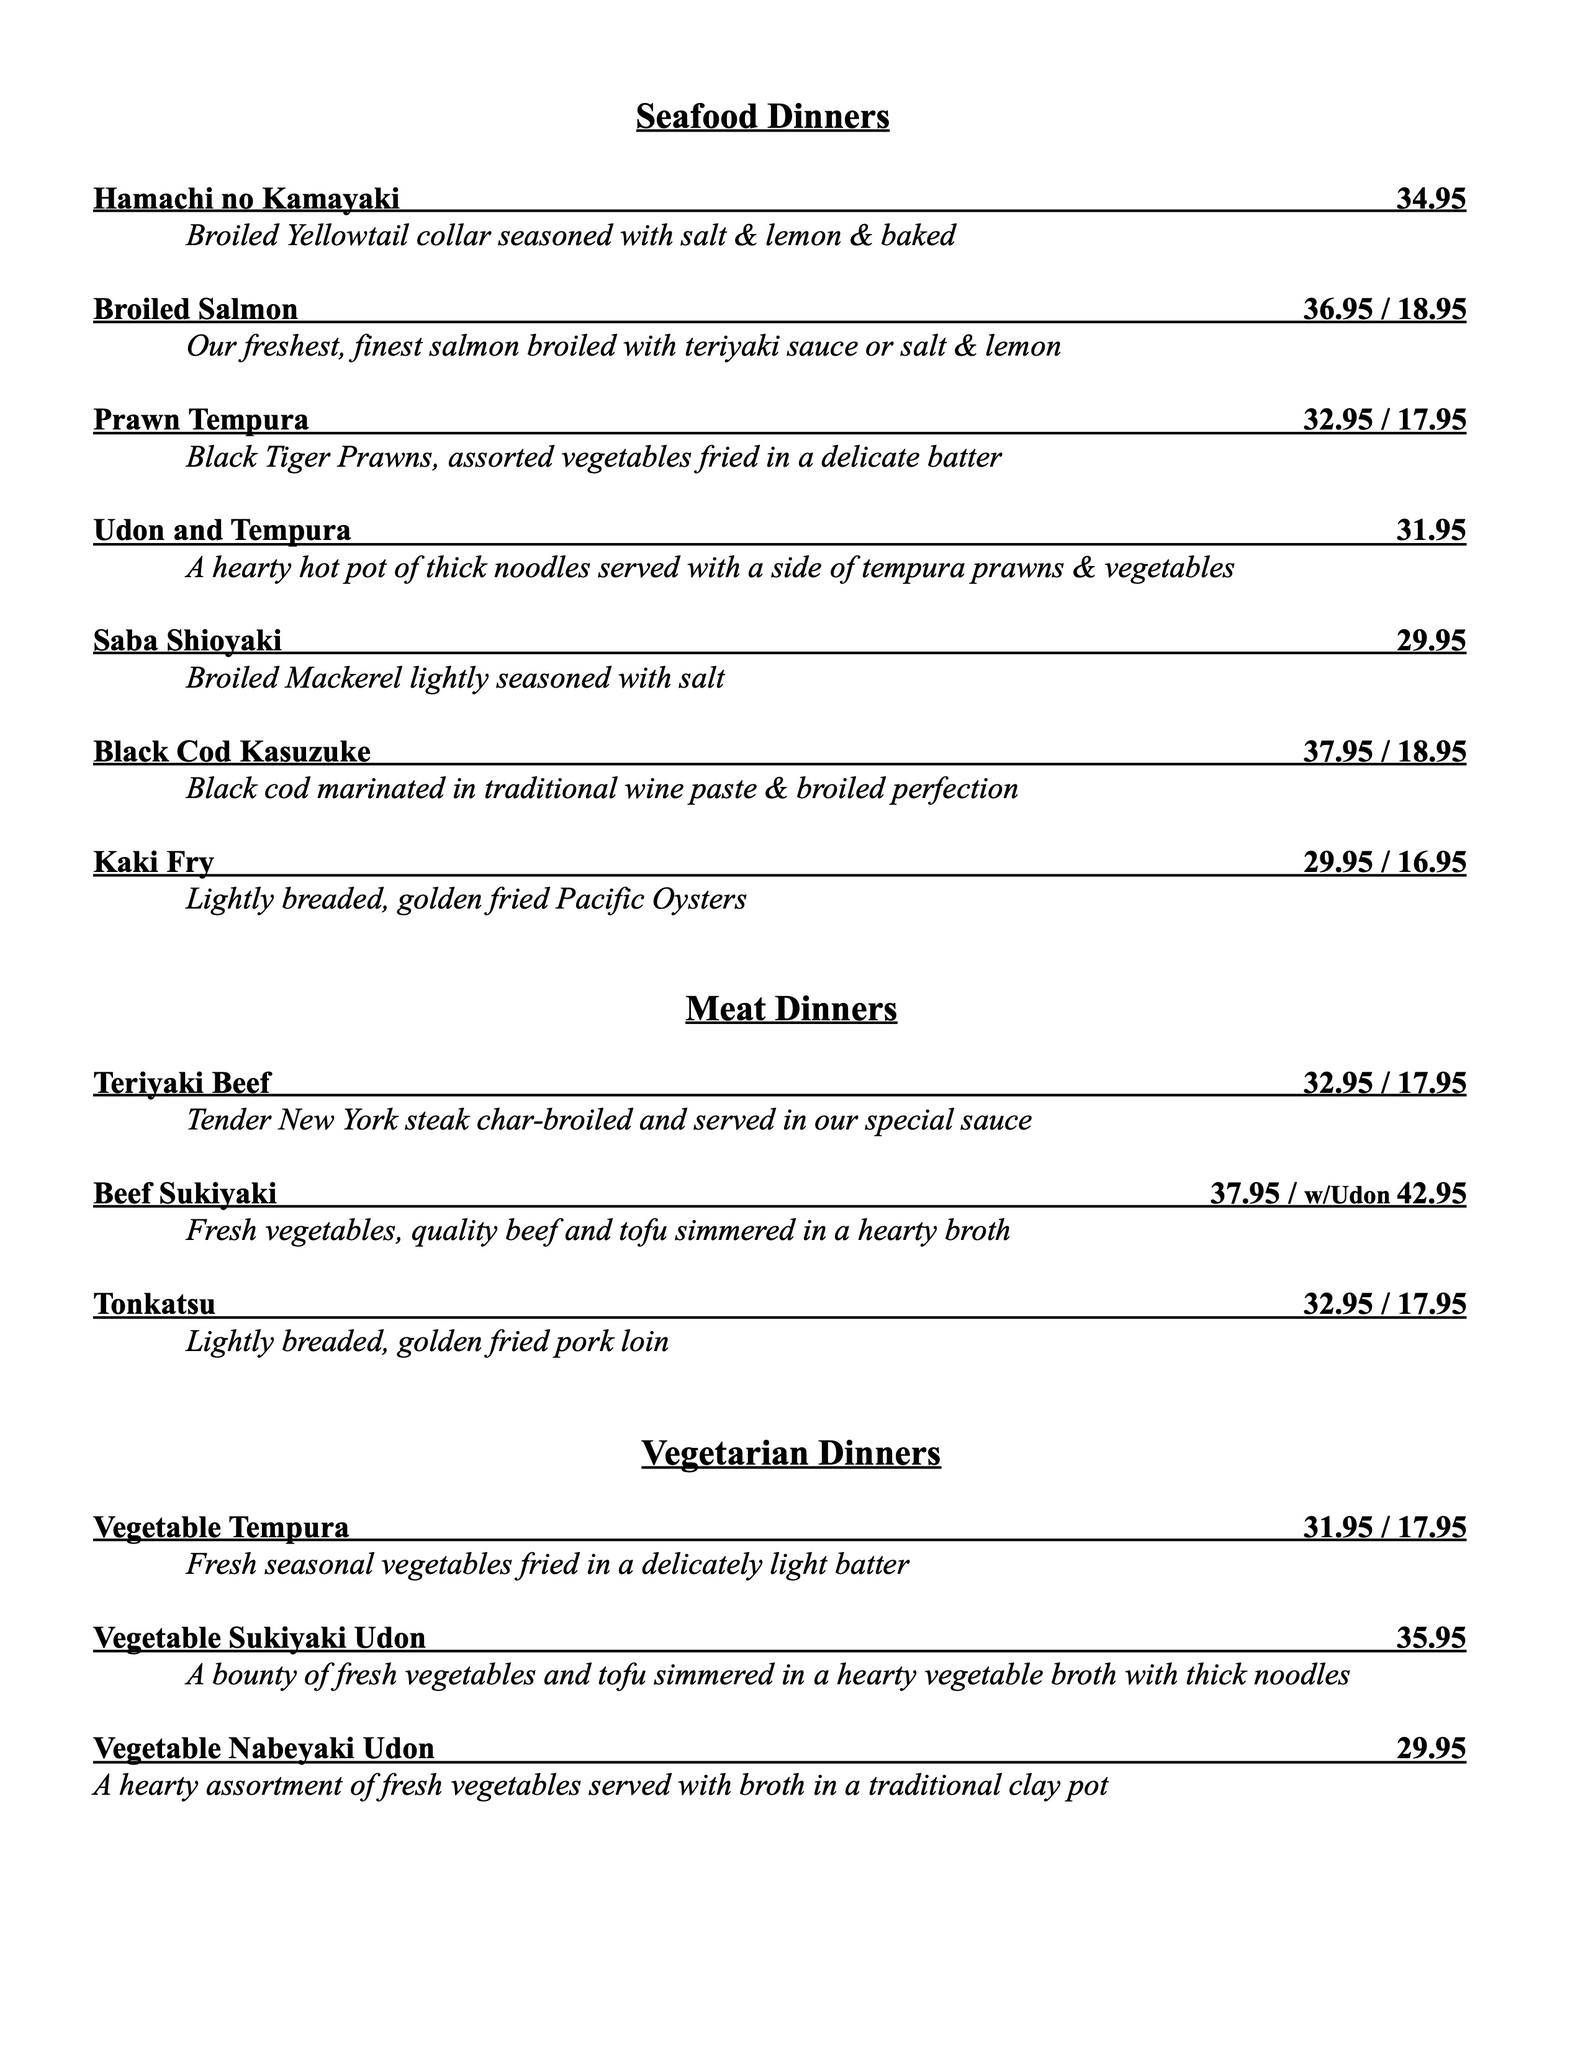 Seafood Dinners
Hamachi no Kamayaki 34.95
Broiled Yellowtail collar seasoned with salt & lemon & baked
Broiled Salmon 36.95 / 18.95
Our freshest, finest salmon broiled with teriyaki sauce or salt & lemon
Prawn Tempura 32.95 / 17.95
Black Tiger Prawns, assorted vegetables fried in a delicate batter
Udon and Tempura 31.95
A hearty hot pot of thick noodles served with a side of tempura prawns & vegetables
Saba Shioyaki 29.95
Broiled Mackerel lightly seasoned with salt
Black Cod Kasuzuke 37.95 / 18.95
Black cod marinated in traditional wine paste & broiled perfection
Kaki Fry 29.95 / 16.95
Lightly breaded, golden fried Pacific Oysters
Meat Dinners
Teriyaki Beef 32.95 / 17.95
Tender New York steak char-broiled and served in our special sauce
Beef Sukiyaki 37.95 / w/Udon 42.95
Fresh vegetables, quality beef and tofu simmered in a hearty broth
Tonkatsu 32.95 / 17.95
Lightly breaded, golden fried pork loin
Vegetarian Dinners
Vegetable Tempura 31.95 / 17.95
Fresh seasonal vegetables fried in a delicately light batter
Vegetable Sukiyaki Udon 35.95
A bounty of fresh vegetables and tofu simmered in a hearty vegetable broth with thick noodles
Vegetable Nabeyaki Udon 29.95
A hearty assortment of fresh vegetables served with broth in a traditional clay pot